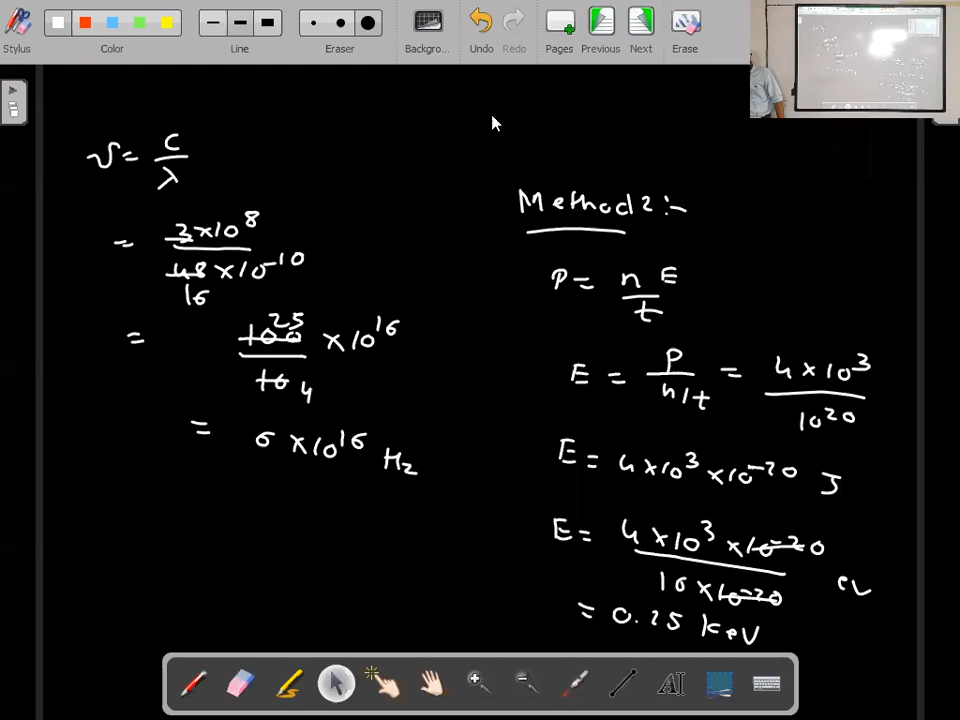 Stylus Color Line Eraser Backgro... Undo Redo Pages Previous Next Erase
ν = c / λ
= 3 × 10^8 / 48 × 10^-10
16
= 100 25 / 16 4 × 10^16
= 6 × 10^16 Hz
Method 2 :-
P = n E / t
E = P / n/t = 4 × 10^3 / 10^20
E = 4 × 10^3 × 10^-20 J
E = 4 × 10^3 × 10^-20 / 16 × 10^-20 eV
= 0.25 keV
AI